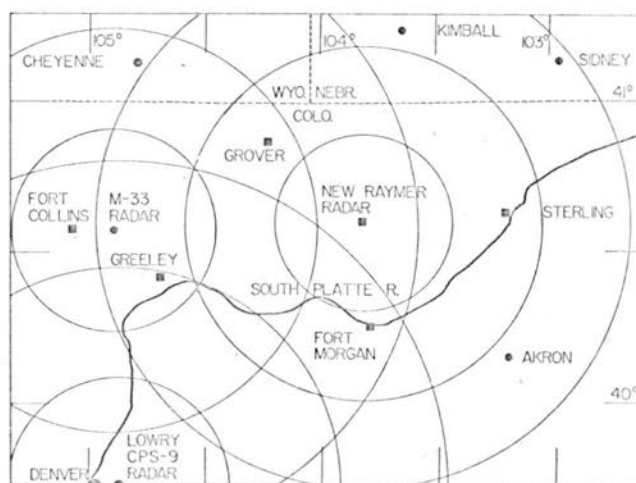 105°
104°
KIMBALL
103°
CHEYENNE
SIDNEY
WYO. NEBR.
41°
COLO.
GROVER
FORT
COLLINS
M-33
RADAR
NEW RAYMER
RADAR
STERLING
GREELEY
SOUTH PLATTE R.
FORT
MORGAN
AKRON
40°
DENVER
LOWRY
CPS-9
RADAR